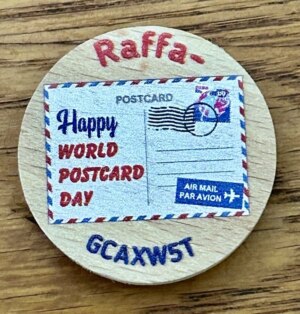 Raffa-
POSTCARD
Happy
WORLD
POSTCARD
DAY
AIR MAIL
PAR AVION
GCAXW5T